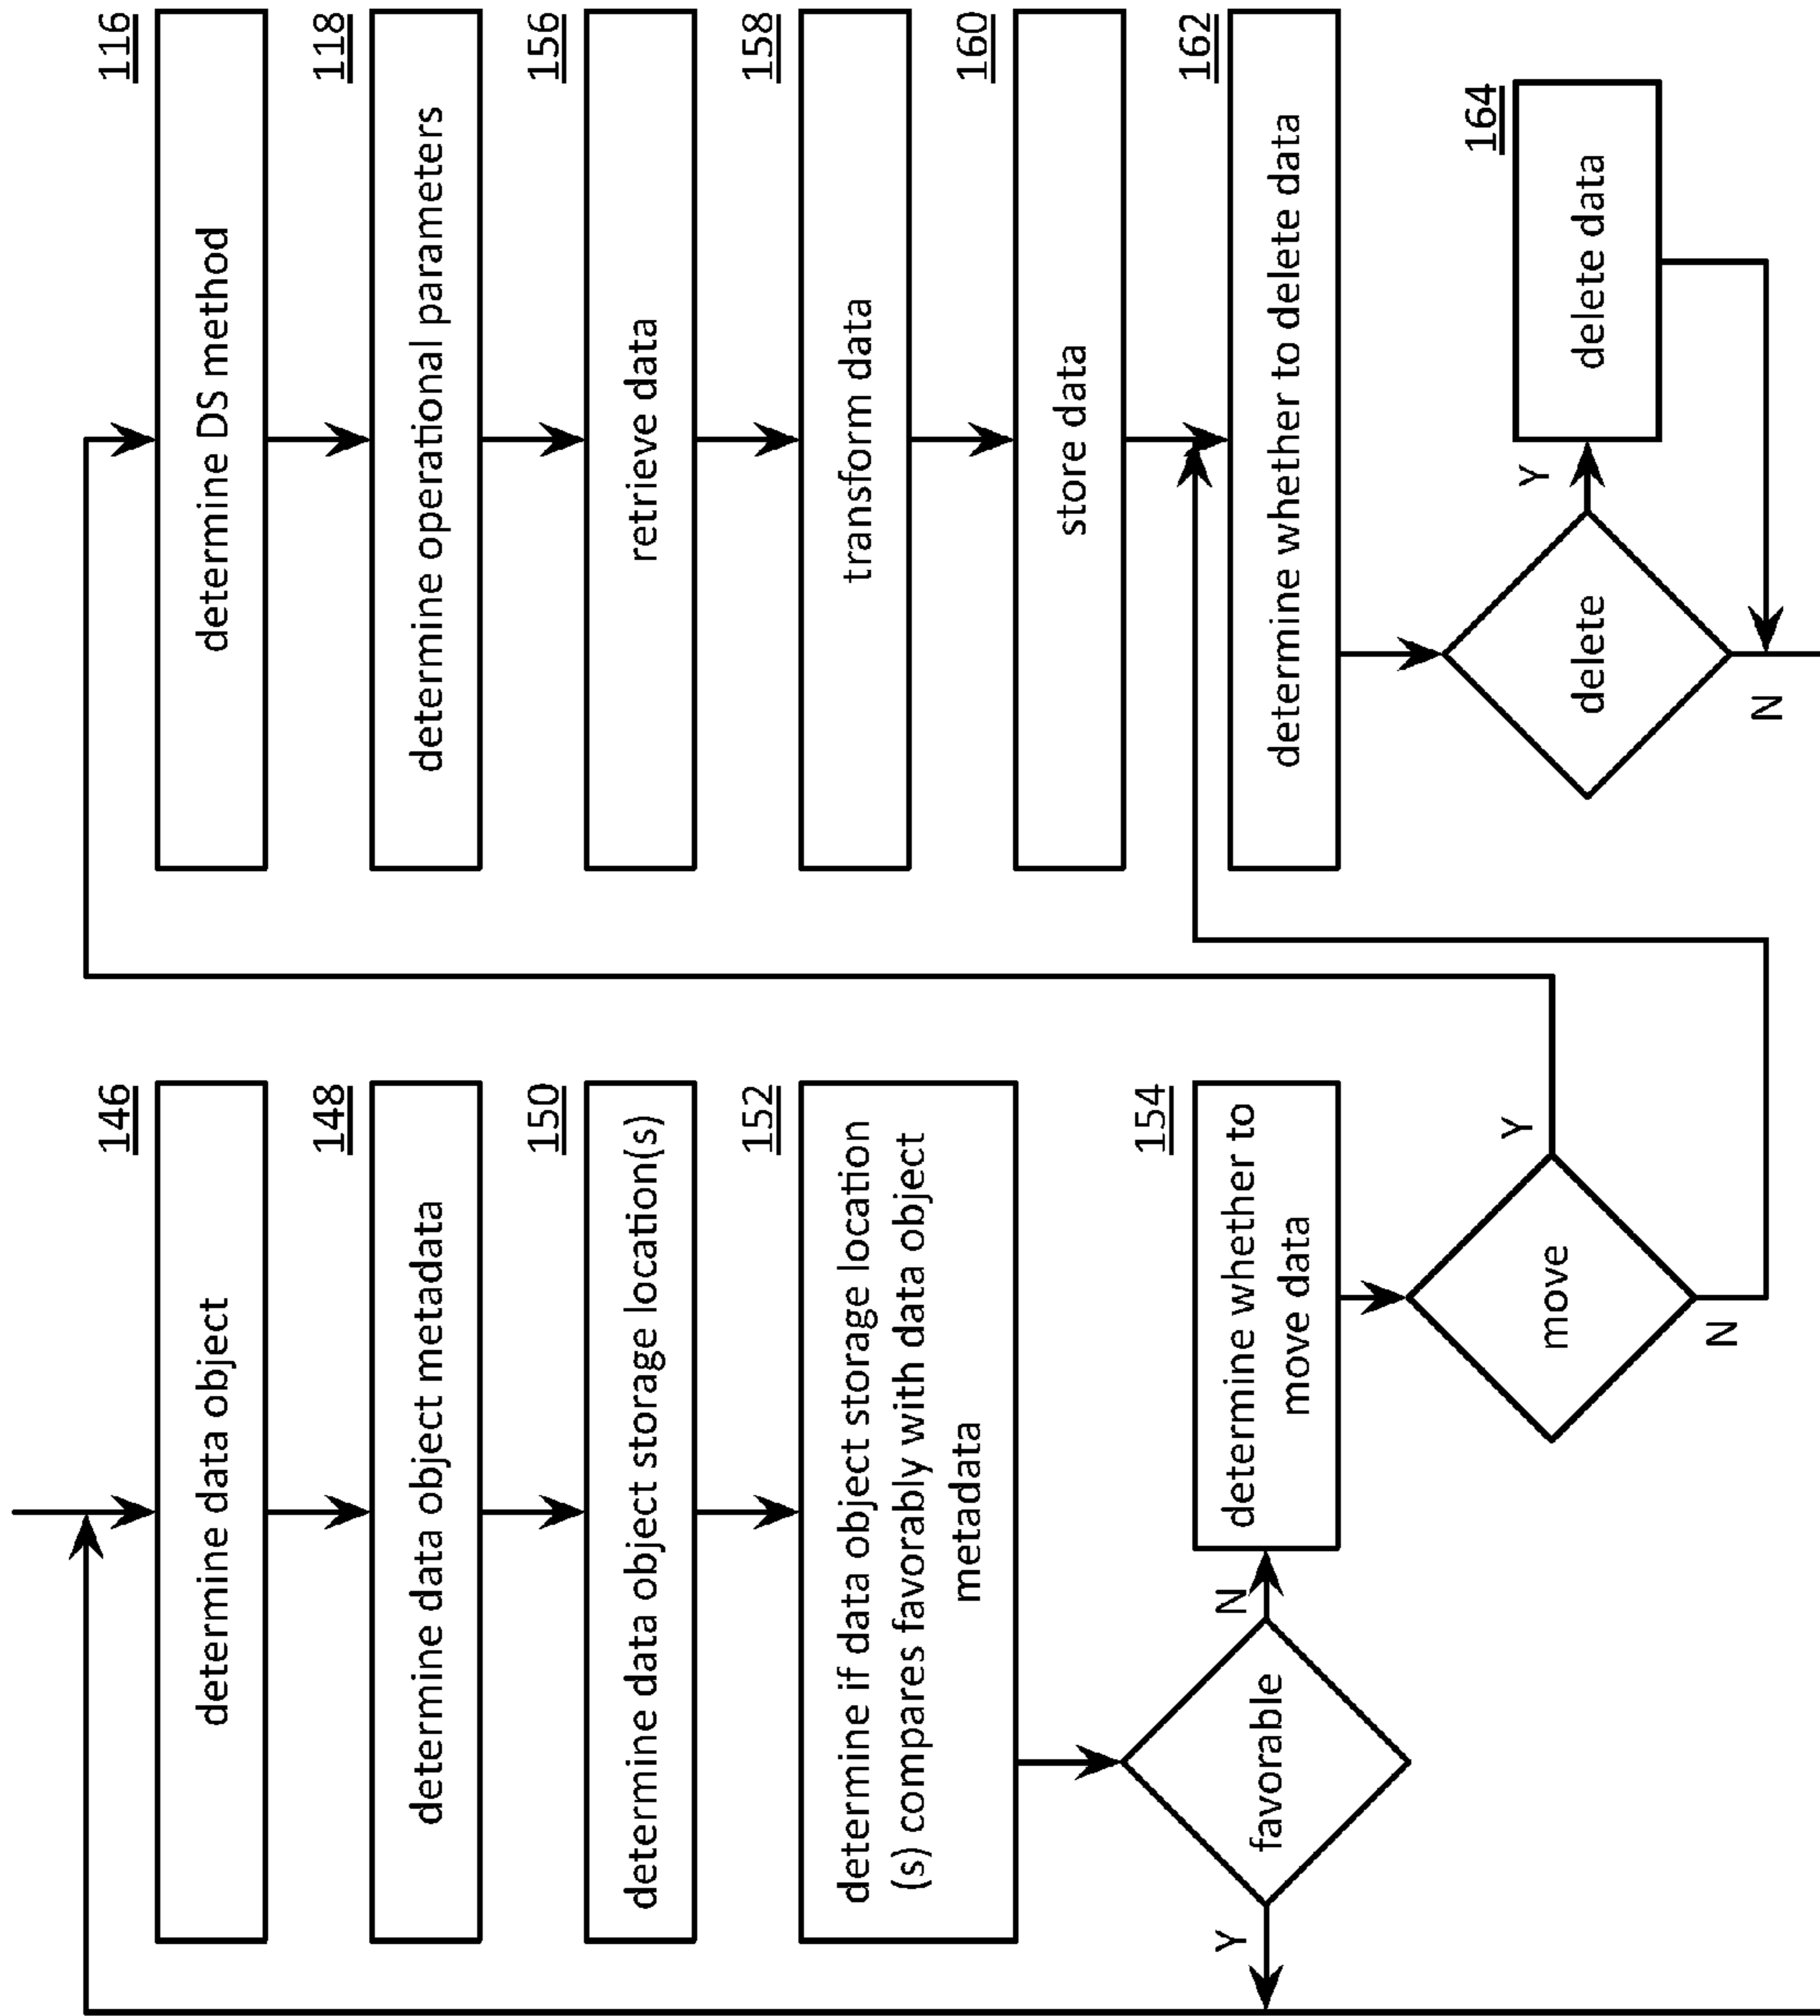 146
determine data object
148
determine data object metadata
150
determine data object storage location(s)
152
determine if data object storage location
(s) compares favorably with data object
metadata
favorable
Y
N
154
determine whether to
move data
move
Y
N
116
determine DS method
118
determine operational parameters
156
retrieve data
158
transform data
160
store data
162
determine whether to delete data
delete
Y
N
164
delete data